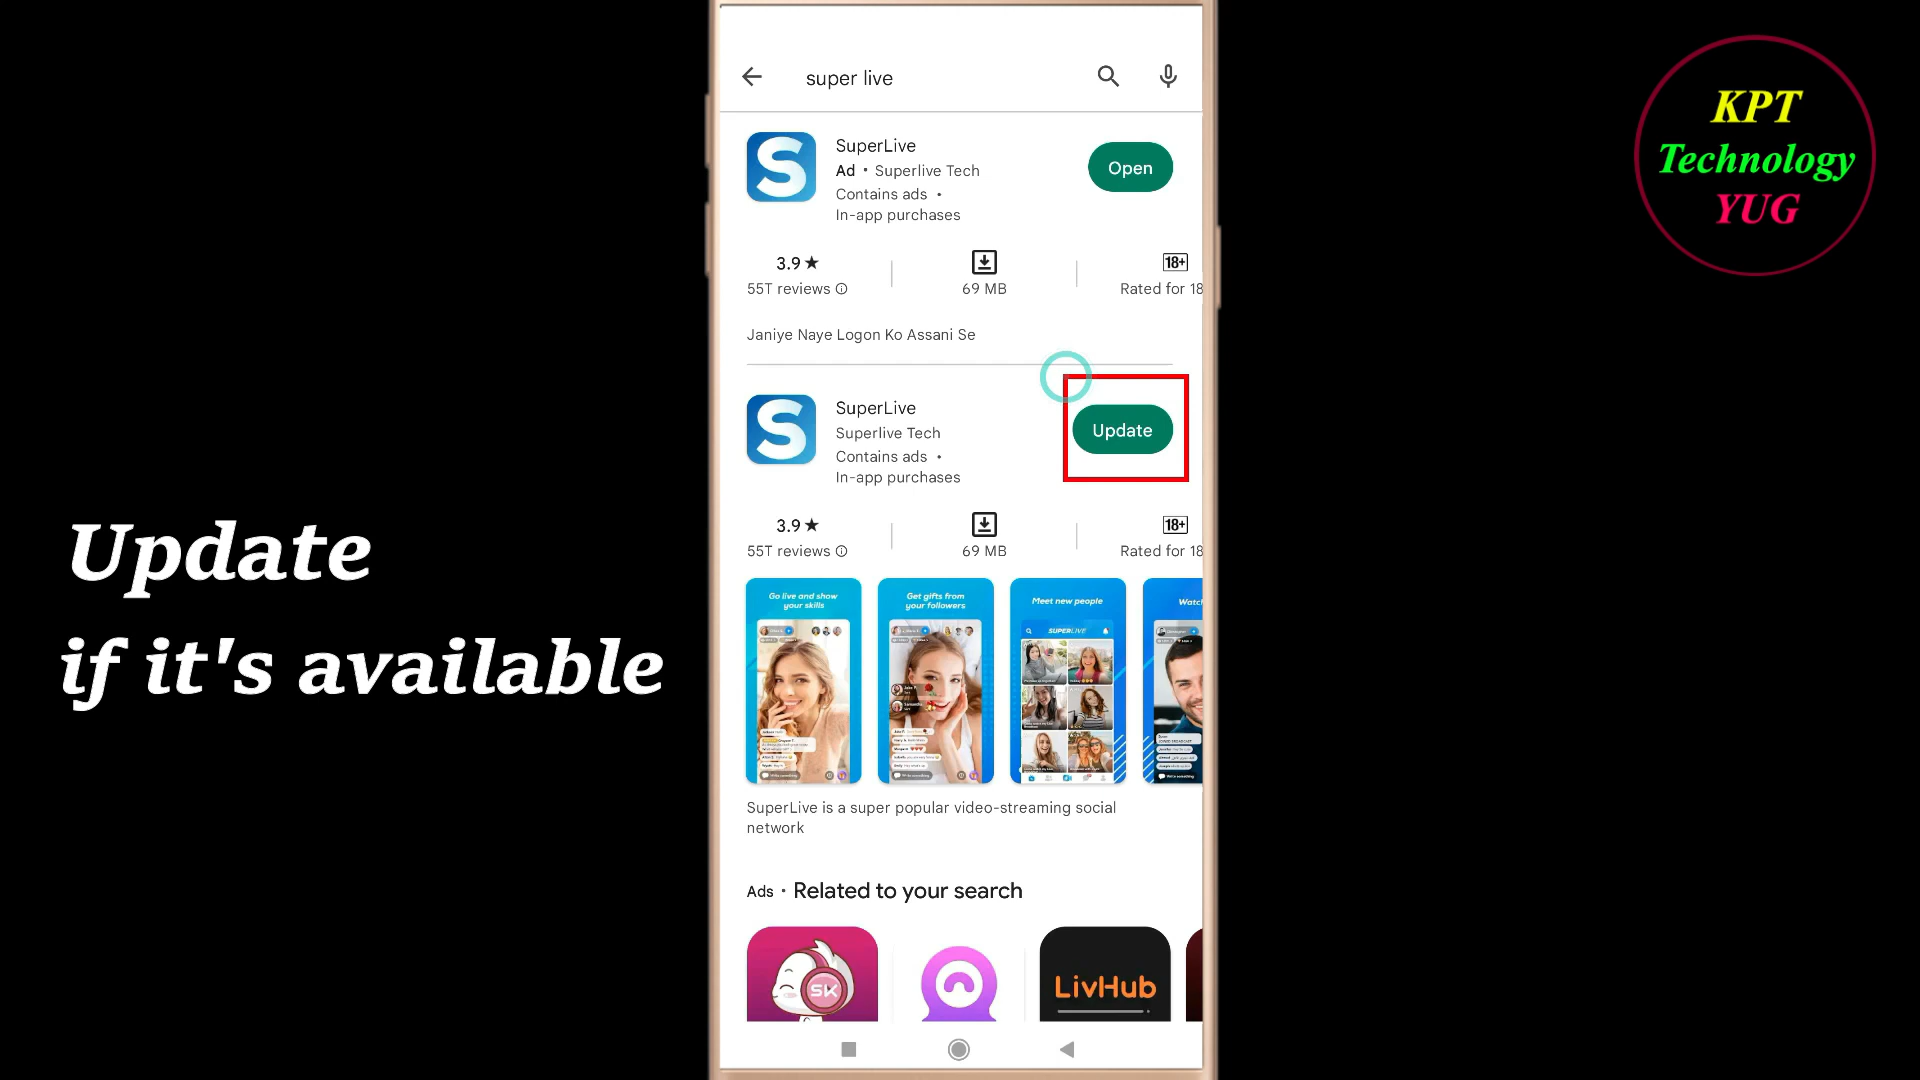 super live
SuperLive
Ad • Superlive Tech
Contains ads •
In-app purchases
Open
3.9★
55T reviews
69 MB
18+
Rated for 18
Janiye Naye Logon Ko Assani Se
SuperLive
Superlive Tech
Contains ads •
In-app purchases
Update
3.9★
55T reviews
69 MB
18+
Rated for 18
Go live and show
your skills
Get gifts from
your followers
Meet new people
SUPERLIVE
Watch
SuperLive is a super popular video-streaming social
network
Ads • Related to your search
SK
LivHub
Update
if it's available
KPT
Technology
YUG